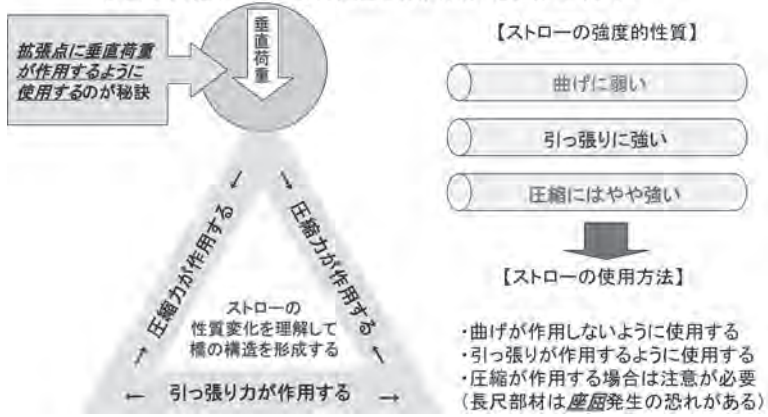 拡張点に垂直荷重
が作用するように
使用するのが秘訣
垂直荷重
圧縮力が作用する
圧縮力が作用する
ストローの
性質変化を理解して
橋の構造を形成する
← 引っ張り力が作用する →
【ストローの強度的性質】
曲げに弱い
引っ張りに強い
圧縮にはやや強い
【ストローの使用方法】
・曲げが作用しないように使用する
・引っ張りが作用するように使用する
・圧縮が作用する場合は注意が必要
(長尺部材は座屈発生の恐れがある)